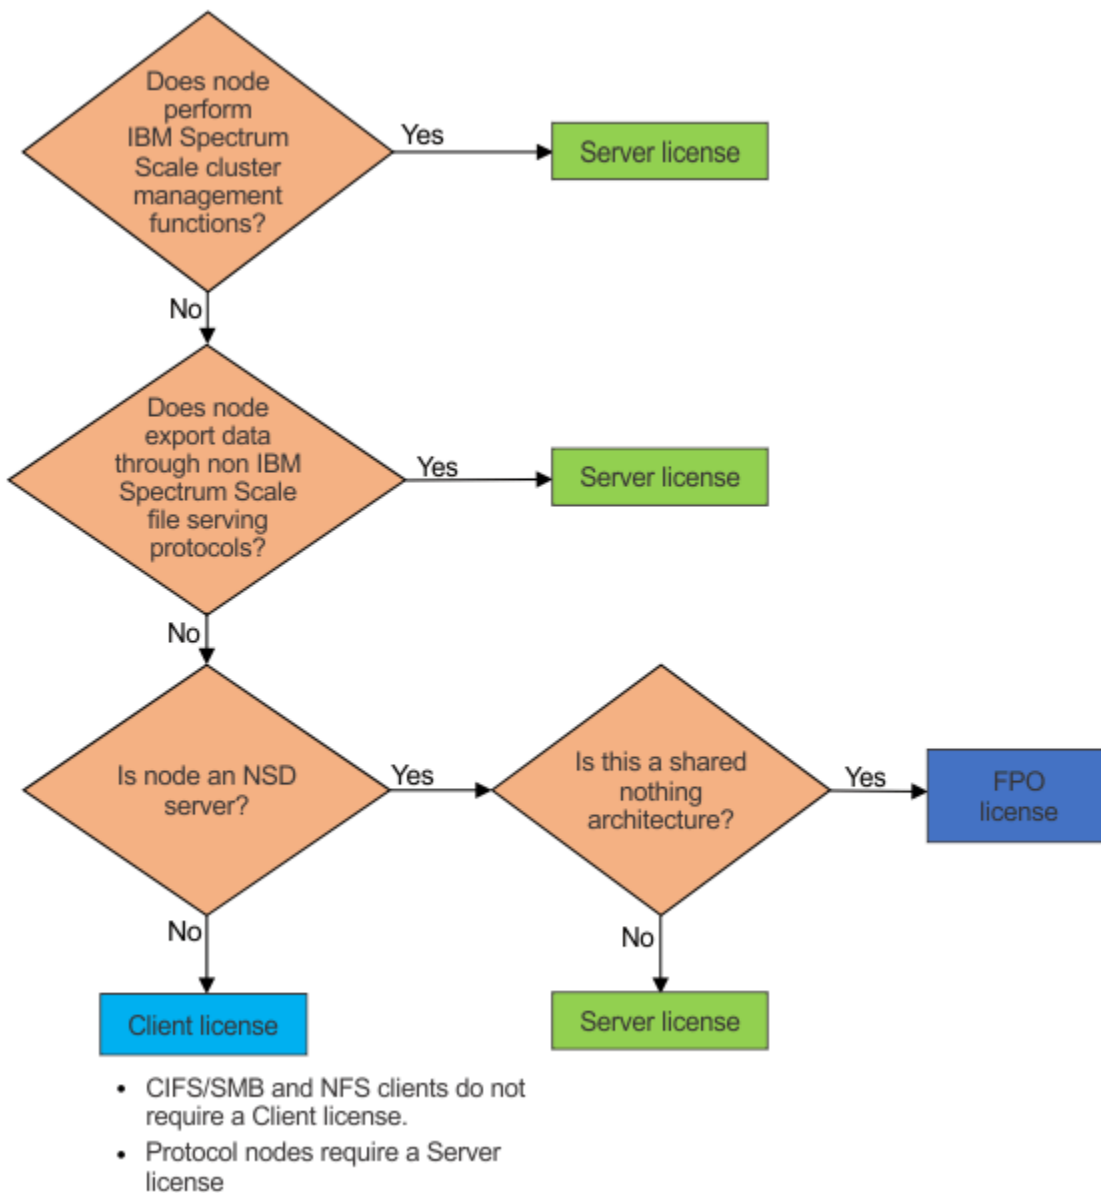 Does node
perform
IBM Spectrum
Scale cluster
management
functions?
Yes
Server license
No
Does node
export data
through non IBM
Spectrum Scale
file serving
protocols?
Yes
Server license
No
Is node an NSD
server?
Yes
Is this a shared
nothing
architecture?
Yes
FPO
license
No
Client license
No
Server license
• CIFS/SMB and NFS clients do not
require a Client license.
• Protocol nodes require a Server
license